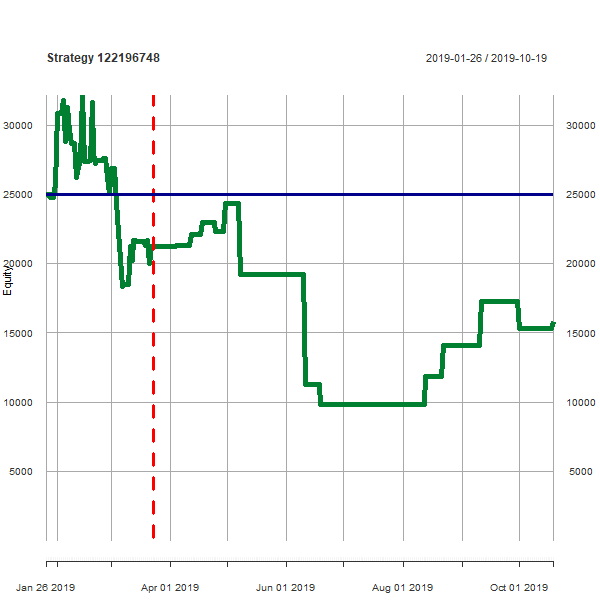 Strategy 122196748
2019-01-26 / 2019-10-19
30000
30000
25000
25000
20000
20000
Equity
15000
15000
10000
10000
5000
5000
Jan 26 2019
Apr 01 2019
Jun 01 2019
Aug 01 2019
Oct 01 2019